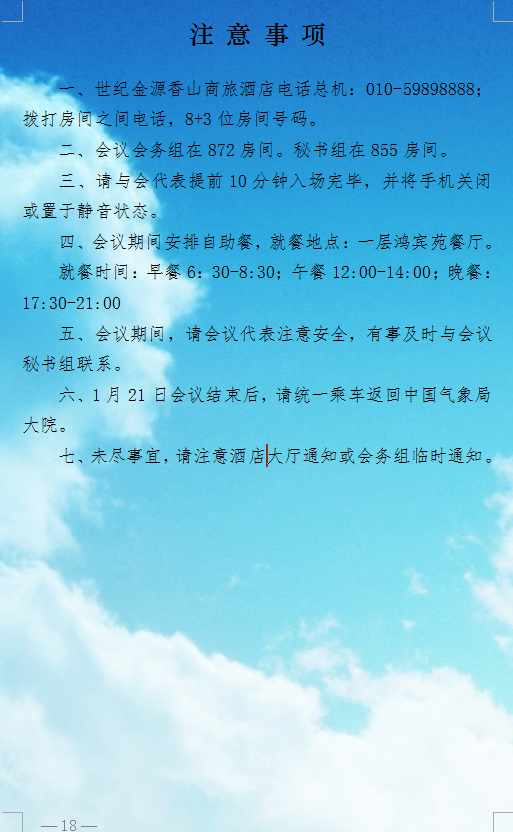 注意事项
一、世纪金源香山商旅酒店电话总机：010-59898888；
拨打房间之间电话，8+3 位房间号码。
二、会议会务组在 872 房间。秘书组在 855 房间。
三、请与会代表提前 10 分钟入场完毕，并将手机关闭
或置于静音状态。
四、会议期间安排自助餐，就餐地点：一层鸿宾苑餐厅。
就餐时间：早餐 6：30-8:30；午餐 12:00-14:00；晚餐：
17:30-21:00
五、会议期间，请会议代表注意安全，有事及时与会议
秘书组联系。
六、1 月 21 日会议结束后，请统一乘车返回中国气象局
大院。
七、未尽事宜，请注意酒店大厅通知或会务组临时通知。
— 18 —